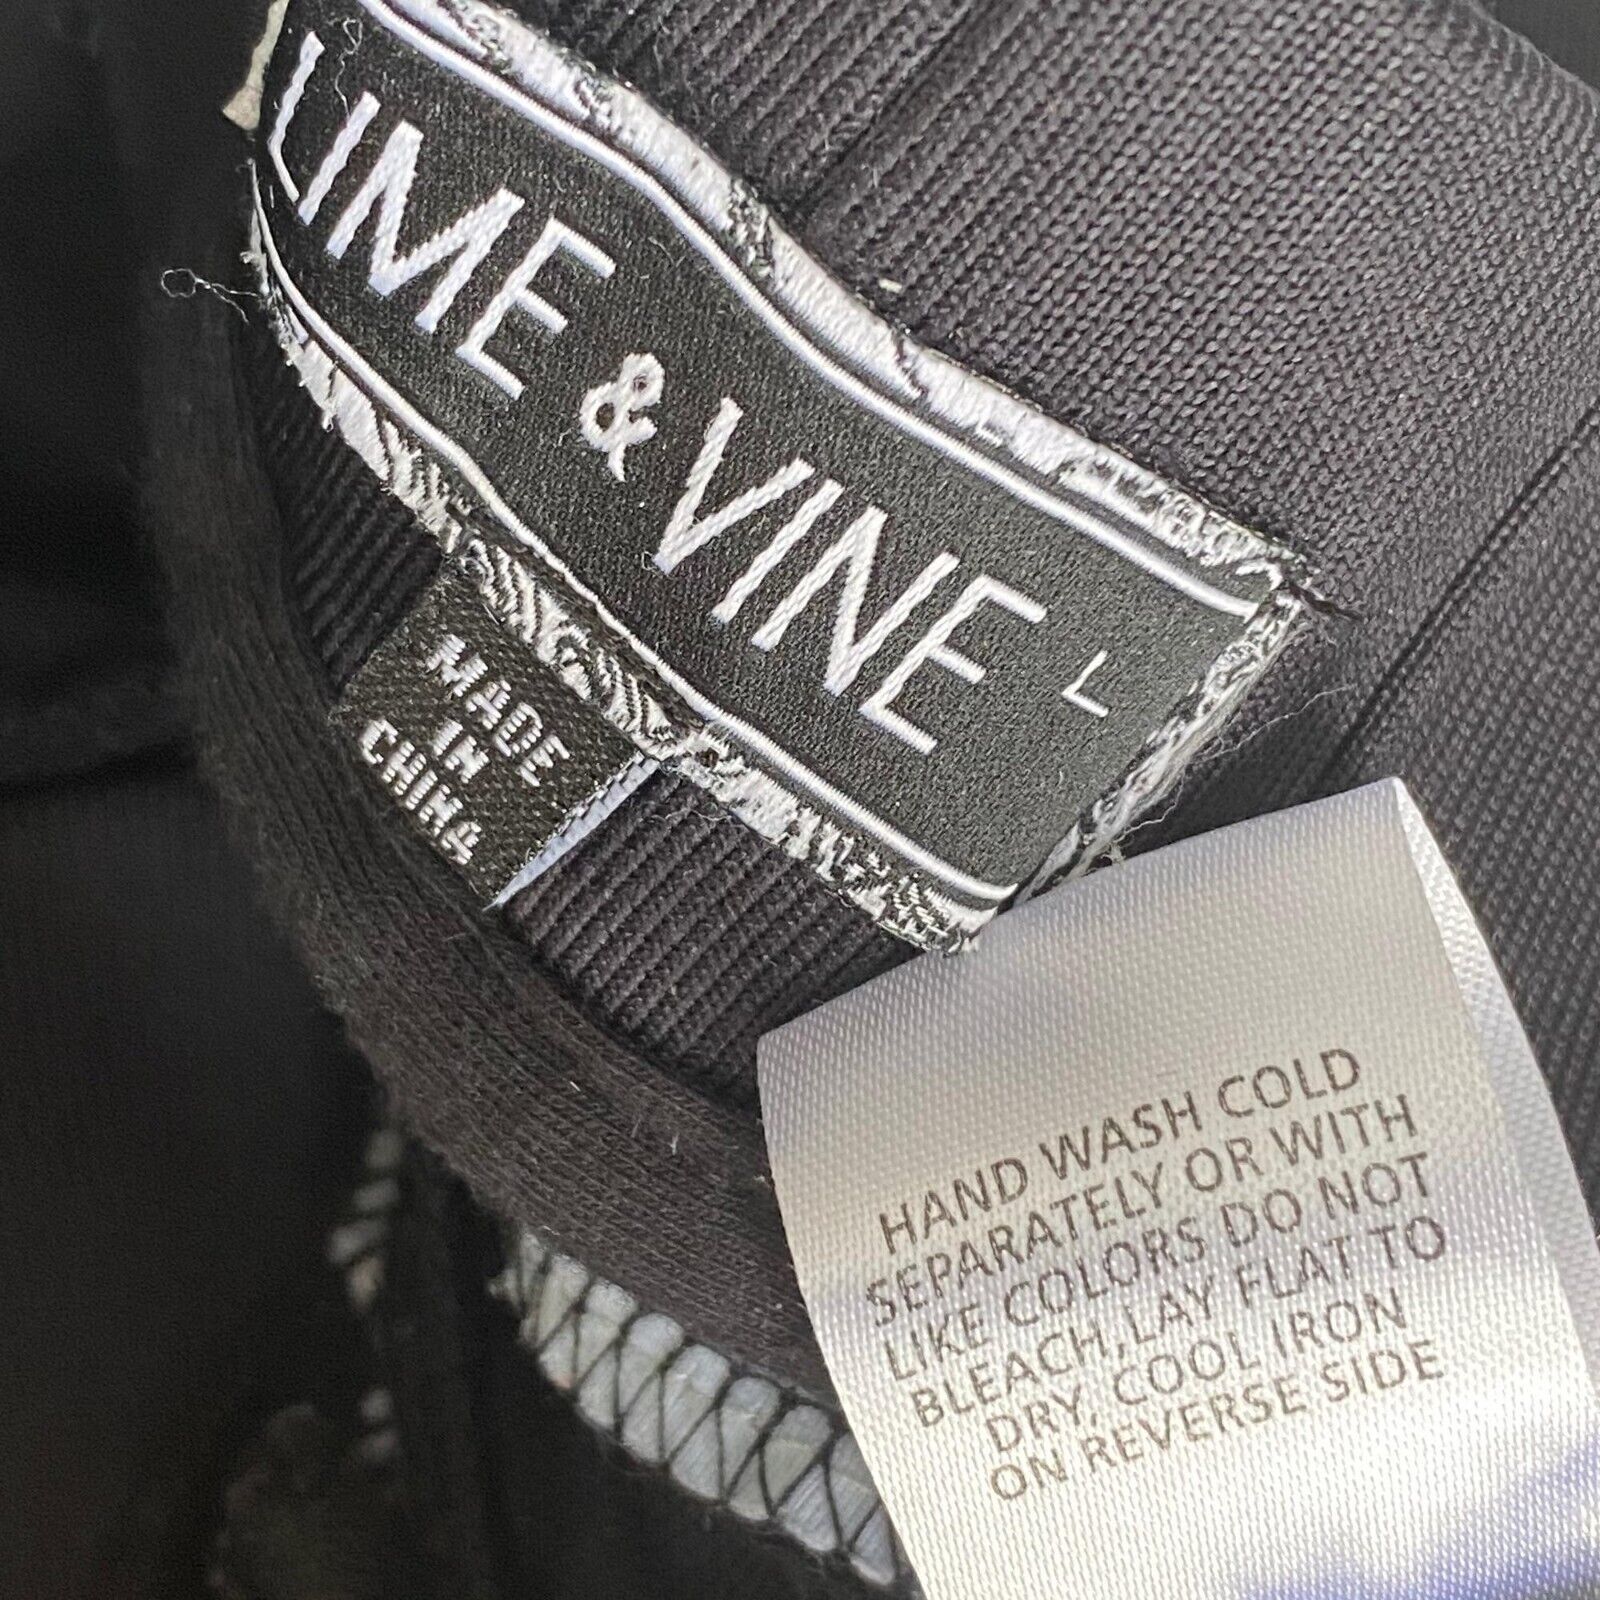 LIME & VINE L
MADE
IN
CHINA
HAND WASH COLD
SEPARATELY OR WITH
LIKE COLORS DO NOT
BLEACH, LAY FLAT TO
DRY, COOL IRON
ON REVERSE SIDE